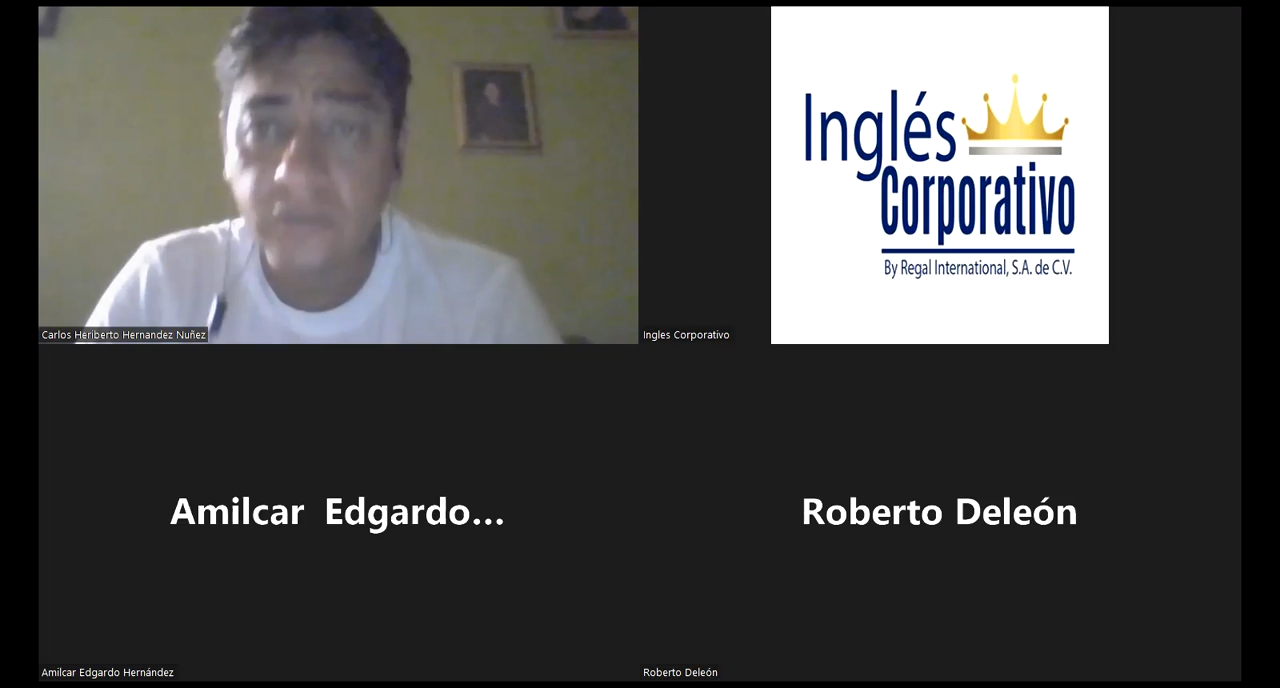 Inglés
Corporativo
By Regal International, S.A. de C.V.
Carlos Heriberto Hernandez Nuñez
Ingles Corporativo
Amilcar Edgardo...
Roberto Deleón
Amilcar Edgardo Hernández
Roberto Deleón